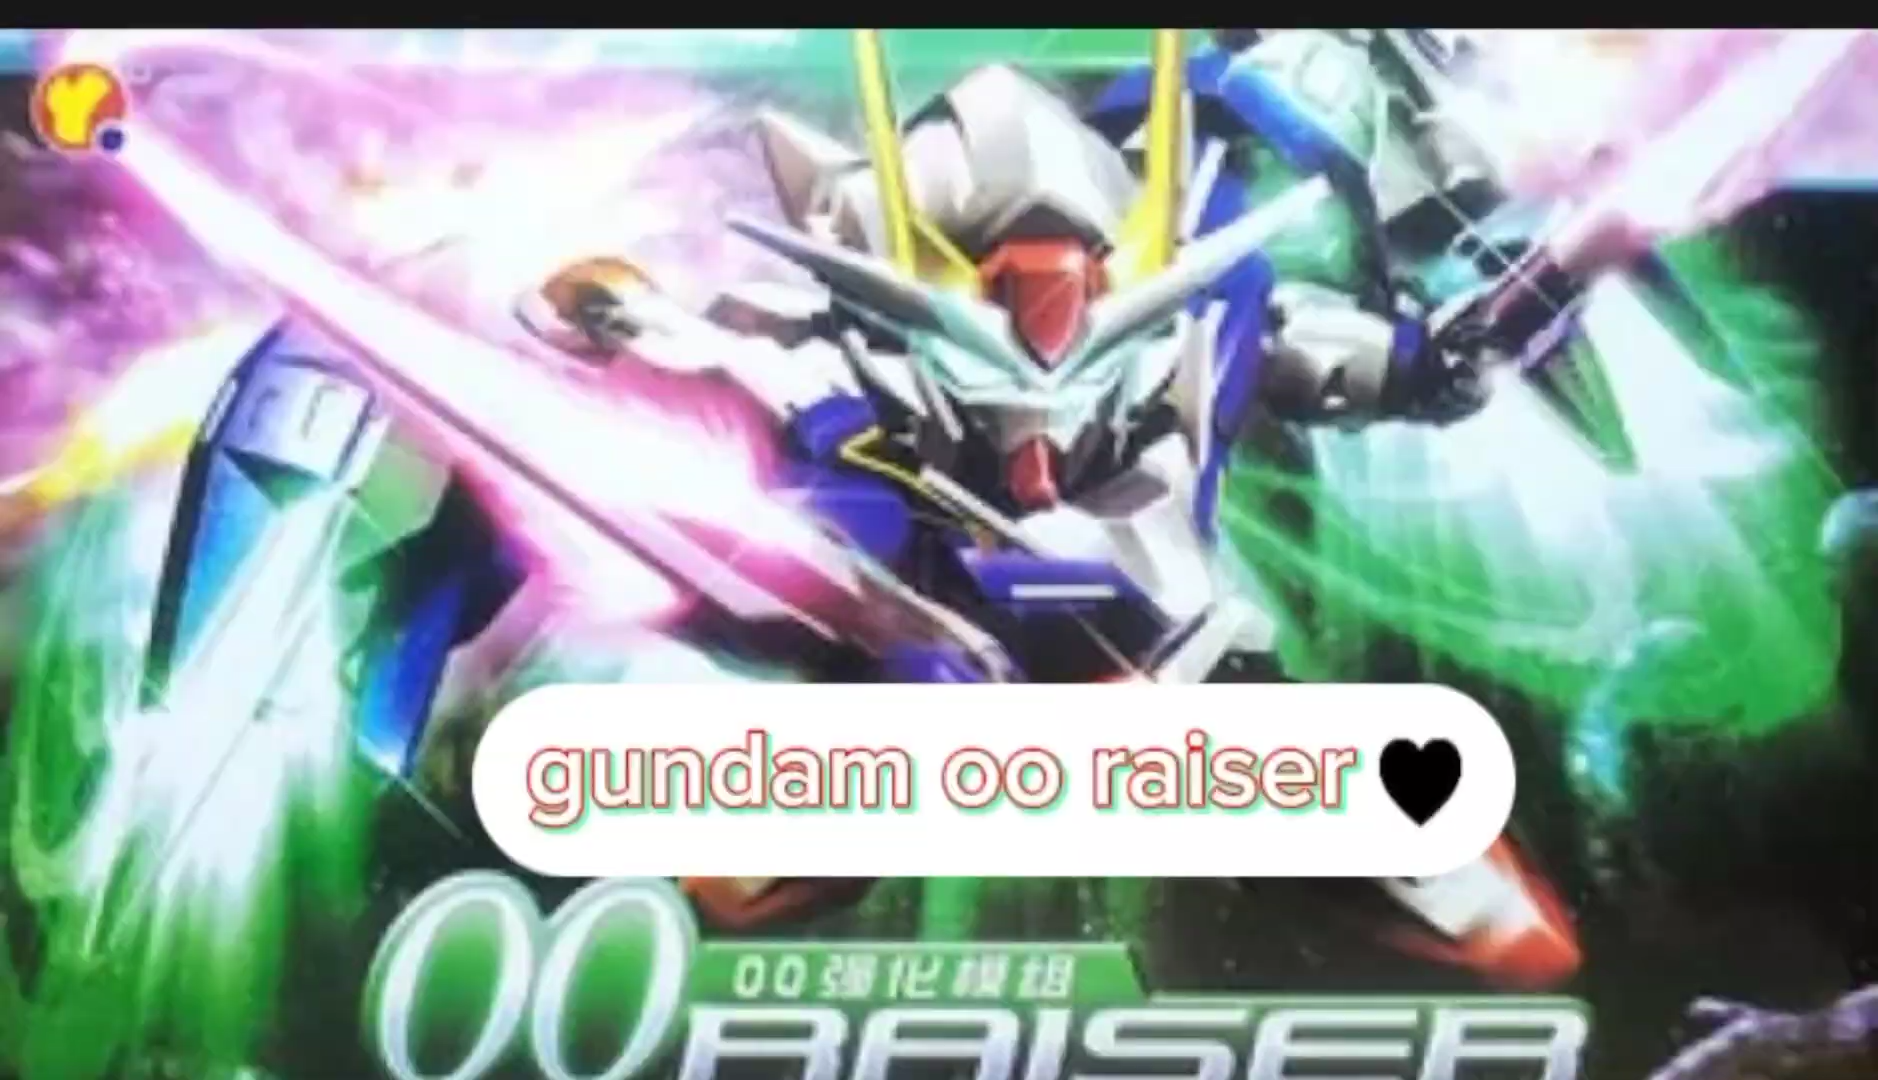 gundam oo raiser🖤
00
00强化模组
RAISER